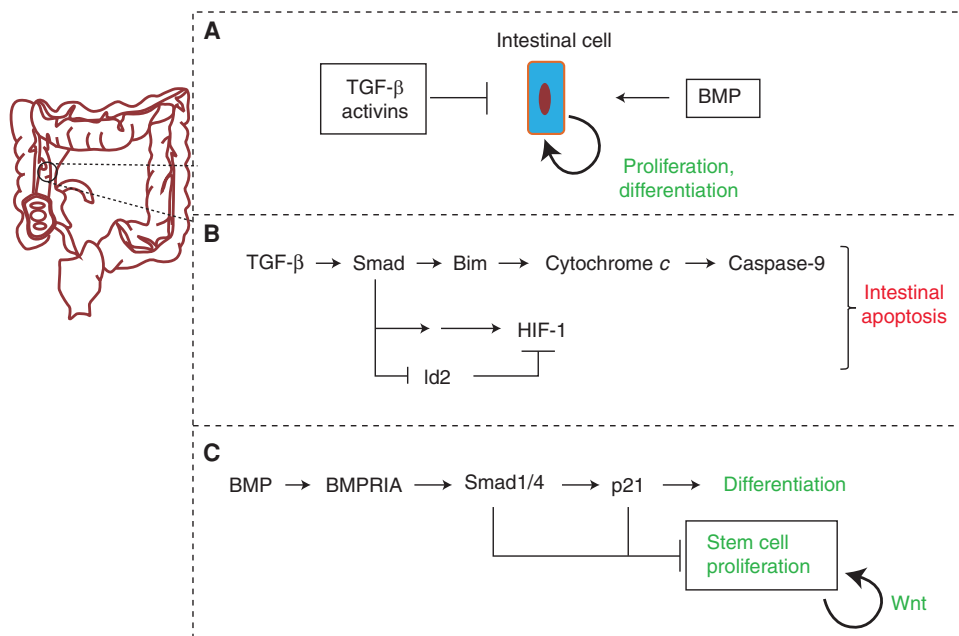 A
Intestinal cell
TGF-β
activins
BMP
Proliferation,
differentiation
B
TGF-β Smad Bim Cytochrome c Caspase-9
Intestinal
apoptosis
HIF-1
Id2
C
BMP BMPRIA Smad1/4 p21 Differentiation
Stem cell
proliferation
Wnt